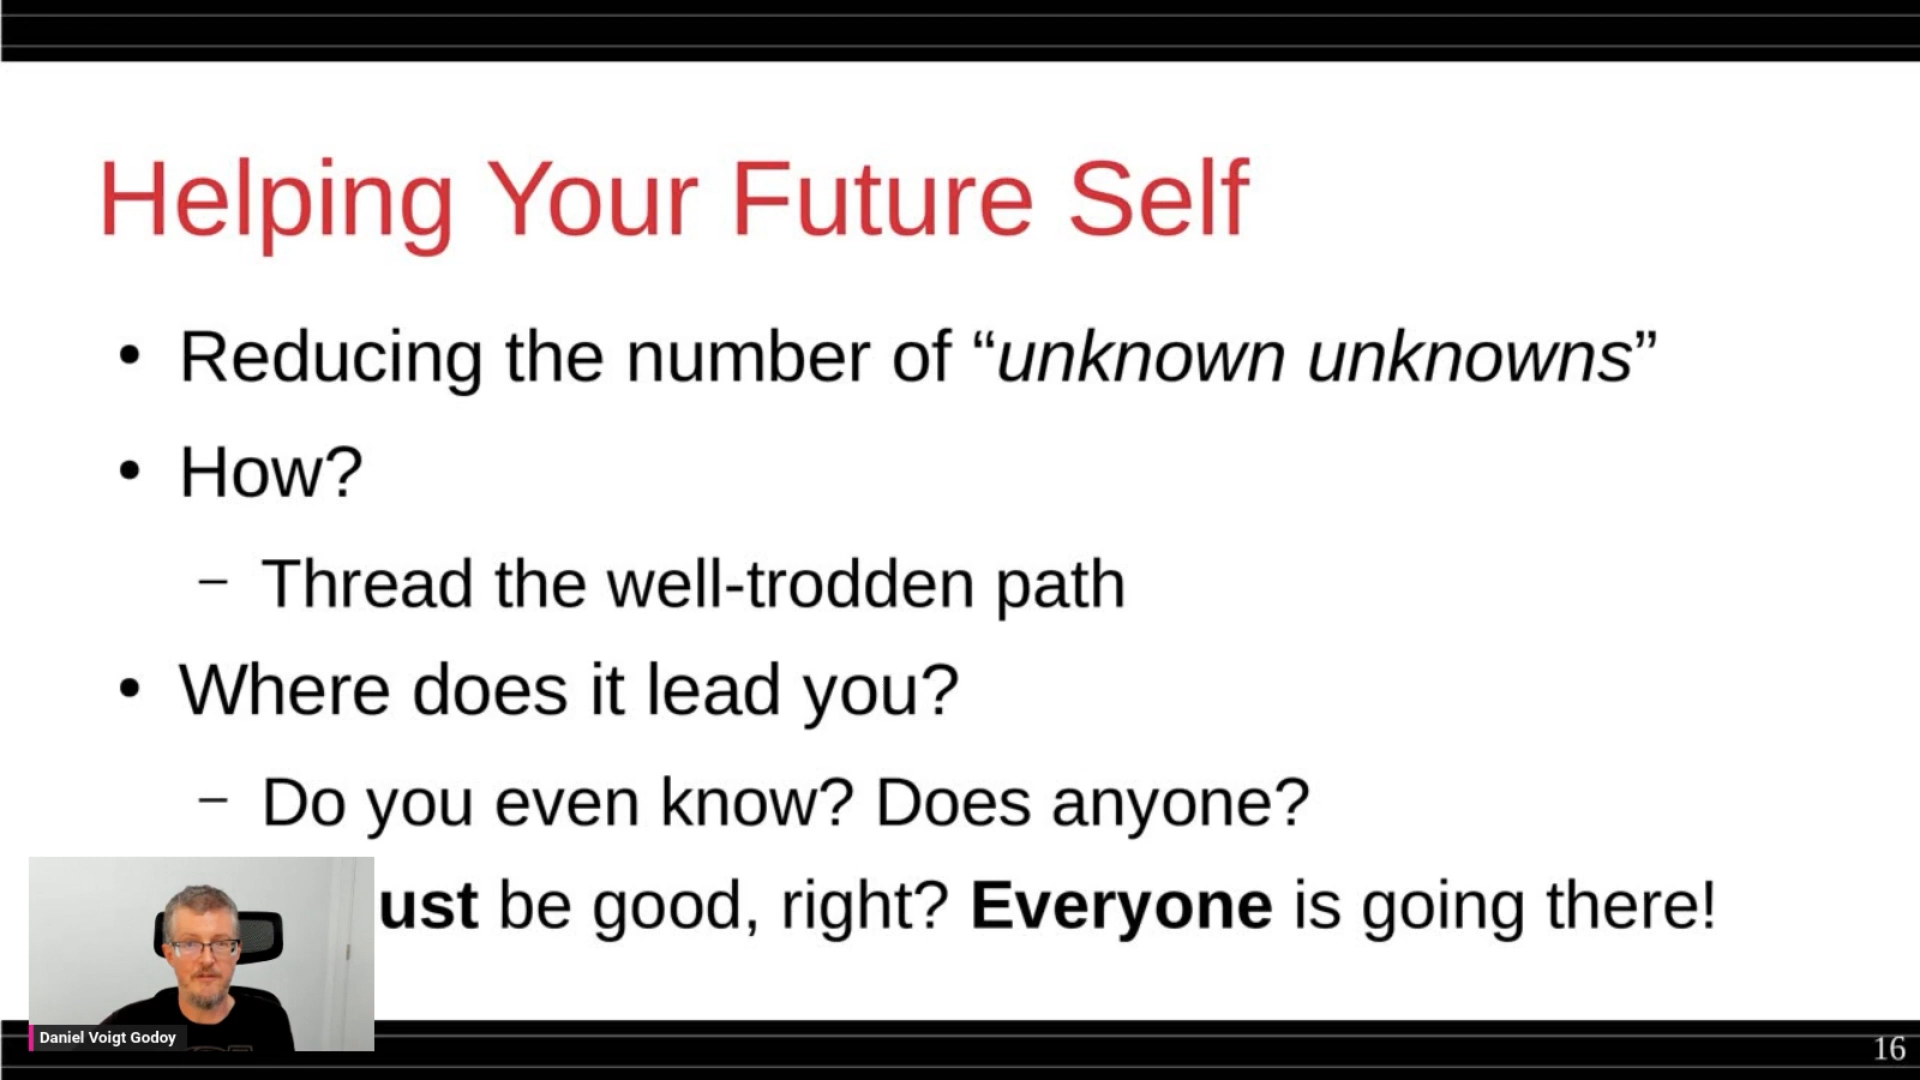 Helping Your Future Self
• Reducing the number of “unknown unknowns”
• How?
– Thread the well-trodden path
• Where does it lead you?
– Do you even know? Does anyone?
be good, right? Everyone is going there!
Daniel Voigt Godoy
16